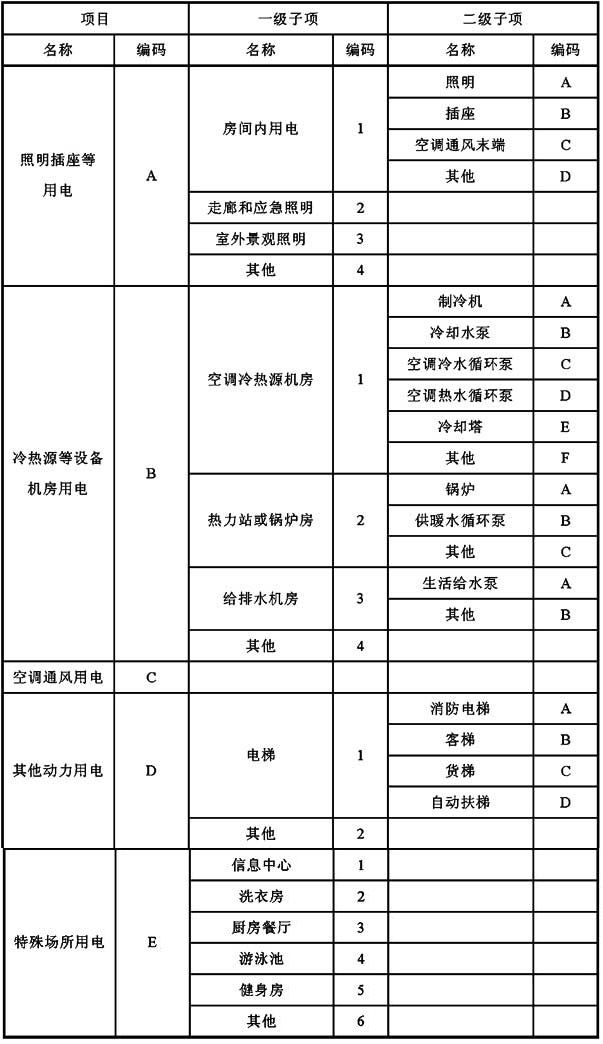 项目 一级子项 二级子项
名称 编码 名称 编码 名称 编码
照明插座等用电 A 房间内用电 1 照明 A
插座 B
空调通风末端 C
其他 D
走廊和应急照明 2
室外景观照明 3
其他 4
冷热源等设备机房用电 B 空调冷热源机房 1 制冷机 A
冷却水泵 B
空调冷水循环泵 C
空调热水循环泵 D
冷却塔 E
其他 F
热力站或锅炉房 2 锅炉 A
供暖水循环泵 B
其他 C
给排水机房 3 生活给水泵 A
其他 B
其他 4
空调通风用电 C
其他动力用电 D 电梯 1 消防电梯 A
客梯 B
货梯 C
自动扶梯 D
其他 2
特殊场所用电 E 信息中心 1
洗衣房 2
厨房餐厅 3
游泳池 4
健身房 5
其他 6